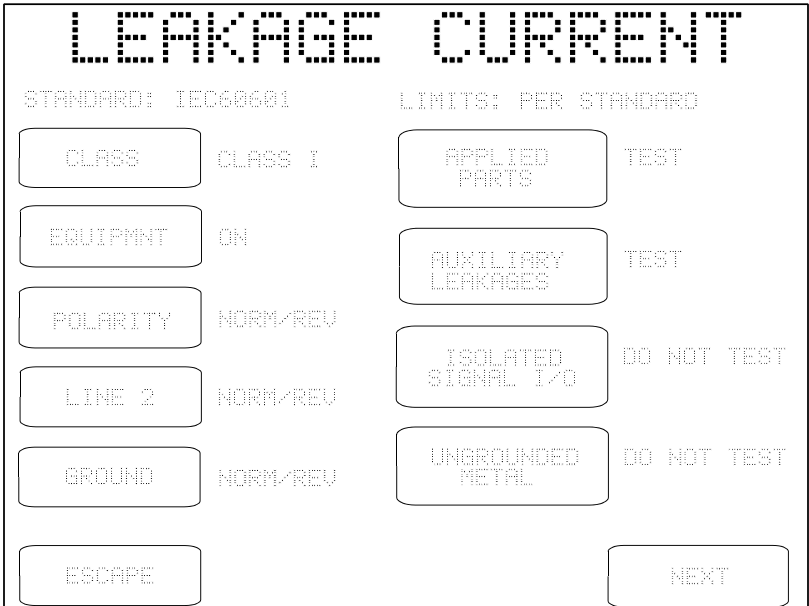 LEAKAGE CURRENT
STANDARD: IEC60601
LIMITS: PER STANDARD
CLASS
CLASS I
EQUIPMNT
ON
POLARITY
NORM/REV
LINE 2
NORM/REV
GROUND
NORM/REV
APPLIED
PARTS
TEST
AUXILIARY
LEAKAGES
TEST
ISOLATED
SIGNAL I/O
DO NOT TEST
UNGROUNDED
METAL
DO NOT TEST
ESCAPE
NEXT